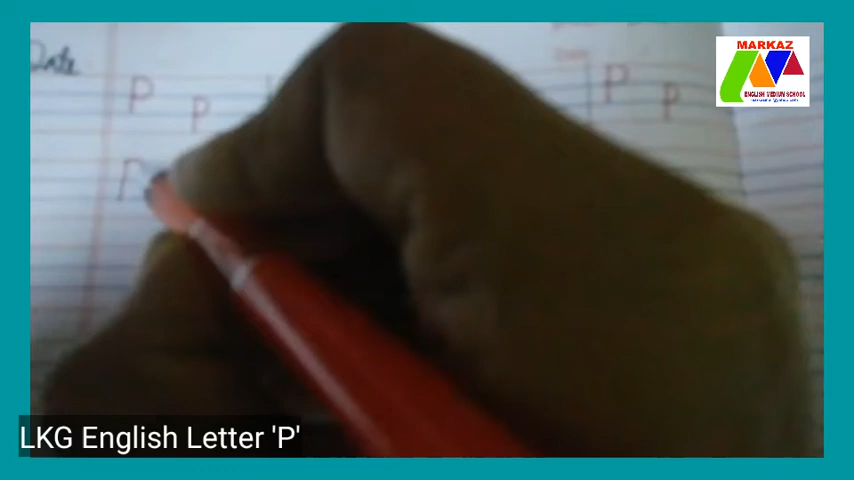 Date
P P P P
P
MARKAZ
ENGLISH MEDIUM SCHOOL
LKG English Letter 'P'